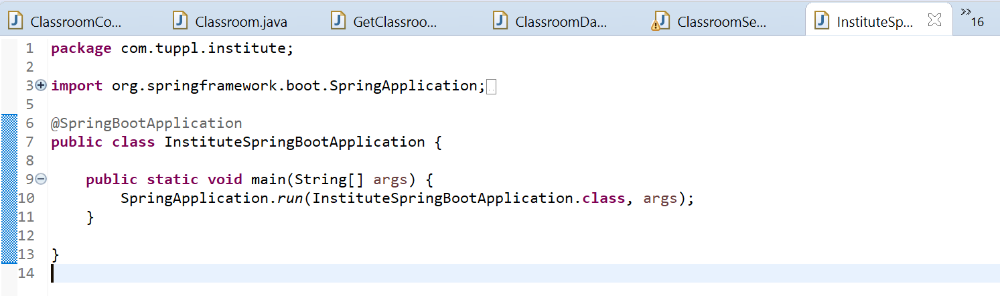 ClassroomCo... Classroom.java GetClassroo... ClassroomDa... ClassroomSe... InstituteSp... 16
1 package com.tuppl.institute;
2
3 import org.springframework.boot.SpringApplication;
5
6 @SpringBootApplication
7 public class InstituteSpringBootApplication {
8
9 public static void main(String[] args) {
10 SpringApplication.run(InstituteSpringBootApplication.class, args);
11 }
12
13 }
14